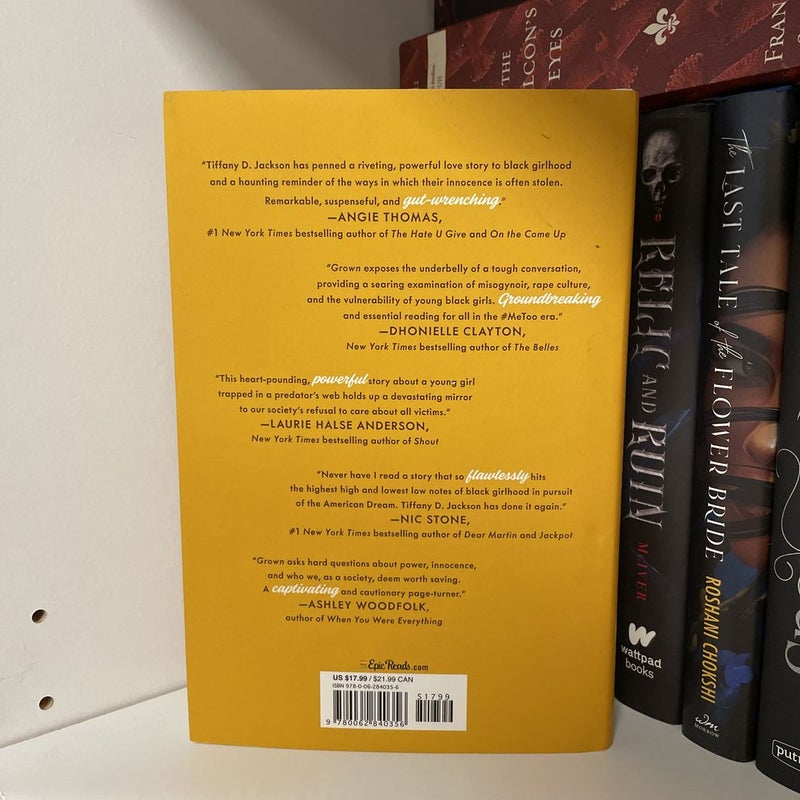 "Tiffany D. Jackson has penned a riveting, powerful love story to black girlhood
and a haunting reminder of the ways in which their innocence is often stolen.
Remarkable, suspenseful, and gut-wrenching."
—ANGIE THOMAS,
#1 New York Times bestselling author of The Hate U Give and On the Come Up
"Grown exposes the underbelly of a tough conversation,
providing a searing examination of misogynoir, rape culture,
and the vulnerability of young black girls. Groundbreaking
and essential reading for all in the #MeToo era."
—DHONIELLE CLAYTON,
New York Times bestselling author of The Belles
"This heart-pounding, powerful story about a young girl
trapped in a predator's web holds up a devastating mirror
to our society's refusal to care about all victims."
—LAURIE HALSE ANDERSON,
New York Times bestselling author of Shout
"Never have I read a story that so flawlessly hits
the highest high and lowest low notes of black girlhood in pursuit
of the American Dream. Tiffany D. Jackson has done it again."
—NIC STONE,
#1 New York Times bestselling author of Dear Martin and Jackpot
"Grown asks hard questions about power, innocence,
and who we, as a society, deem worth saving.
A captivating and cautionary page-turner."
—ASHLEY WOODFOLK,
author of When You Were Everything
EpicReads.com
US $17.99 / $21.99 CAN
ISBN 978-0-06-284035-6
51799
9 780062 840356
THE
LCON'S
EYES
FRAN
RELIC AND RUIN
McIVER
wattpad
books
The LAST TALE of the FLOWER BRIDE
ROSHANI CHOKSHI
wm
MORROW
putn